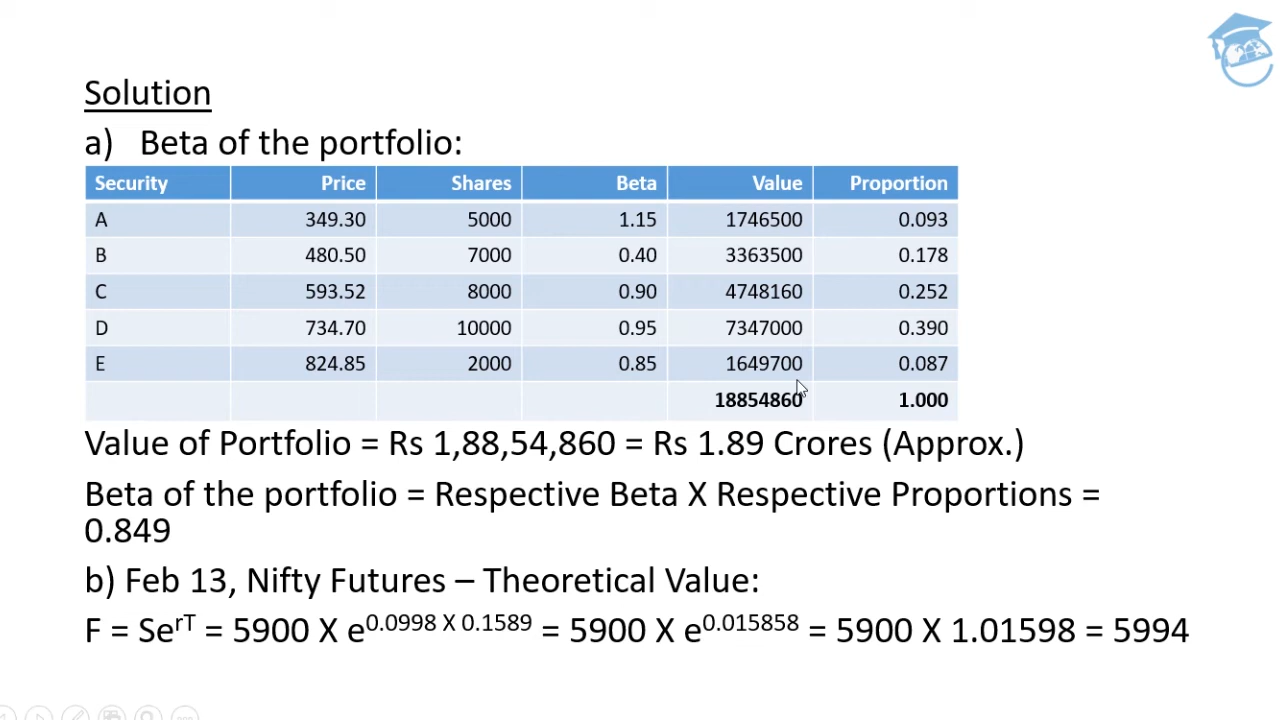 Solution
a) Beta of the portfolio:
Security Price Shares Beta Value Proportion
A 349.30 5000 1.15 1746500 0.093
B 480.50 7000 0.40 3363500 0.178
C 593.52 8000 0.90 4748160 0.252
D 734.70 10000 0.95 7347000 0.390
E 824.85 2000 0.85 1649700 0.087
18854860 1.000
Value of Portfolio = Rs 1,88,54,860 = Rs 1.89 Crores (Approx.)
Beta of the portfolio = Respective Beta X Respective Proportions =
0.849
b) Feb 13, Nifty Futures – Theoretical Value:
F = Se^rT = 5900 X e^0.0998 X 0.1589 = 5900 X e^0.015858 = 5900 X 1.01598 = 5994